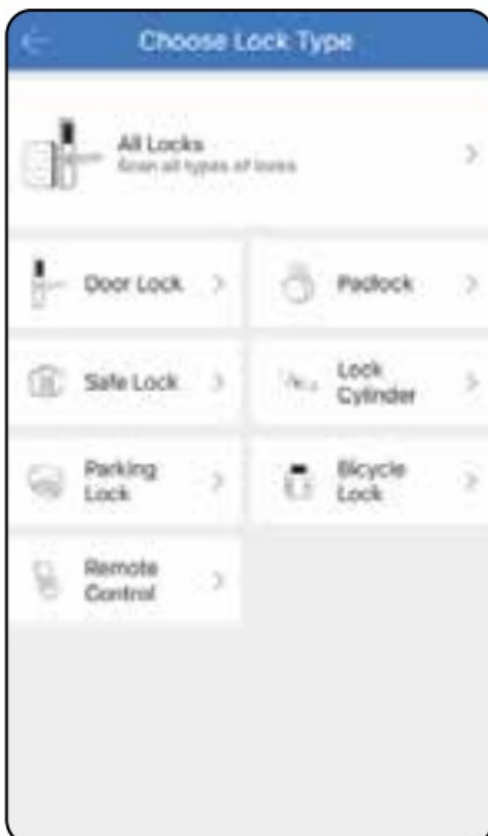 Choose Lock Type
All Locks
Scan all types of locks
Door Lock
Padlock
Safe Lock
Lock
Cylinder
Parking
Lock
Bicycle
Lock
Remote
Control